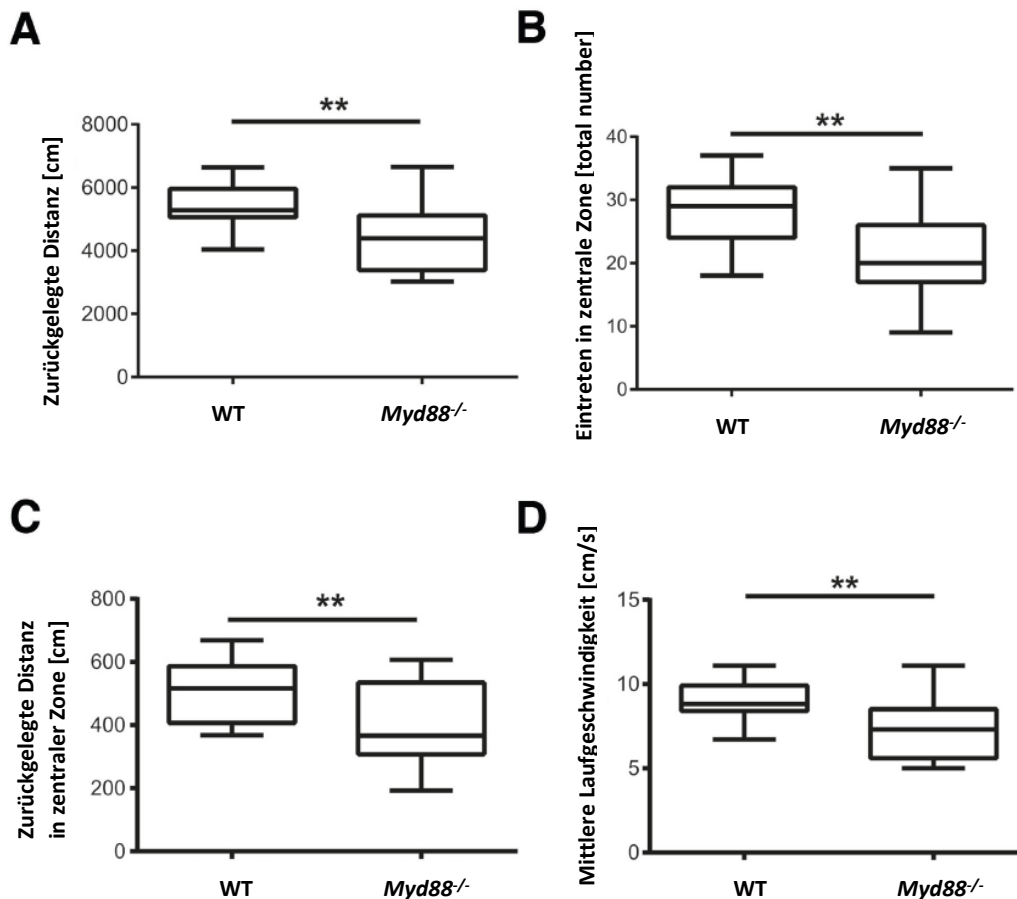 A
Zurückgelegte Distanz [cm]
8000
6000
4000
2000
0
**
WT
Myd88-/-
B
Eintreten in zentrale Zone [total number]
40
30
20
10
0
**
WT
Myd88-/-
C
Zurückgelegte Distanz
in zentraler Zone [cm]
800
600
400
200
0
**
WT
Myd88-/-
D
Mittlere Laufgeschwindigkeit [cm/s]
15
10
5
0
**
WT
Myd88-/-